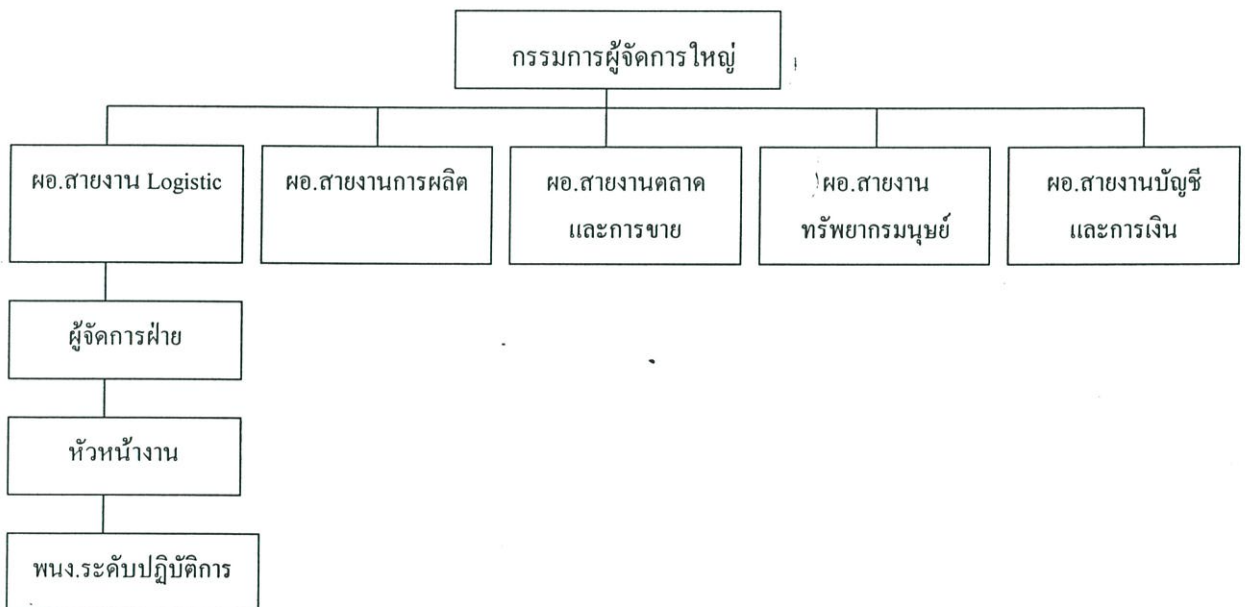 กรรมการผู้จัดการใหญ่
ผอ.สายงาน Logistic
ผอ.สายงานการผลิต
ผอ.สายงานตลาด
และการขาย
ผอ.สายงาน
ทรัพยากรมนุษย์
ผอ.สายงานบัญชี
และการเงิน
ผู้จัดการฝ่าย
หัวหน้างาน
พนง.ระดับปฏิบัติการ